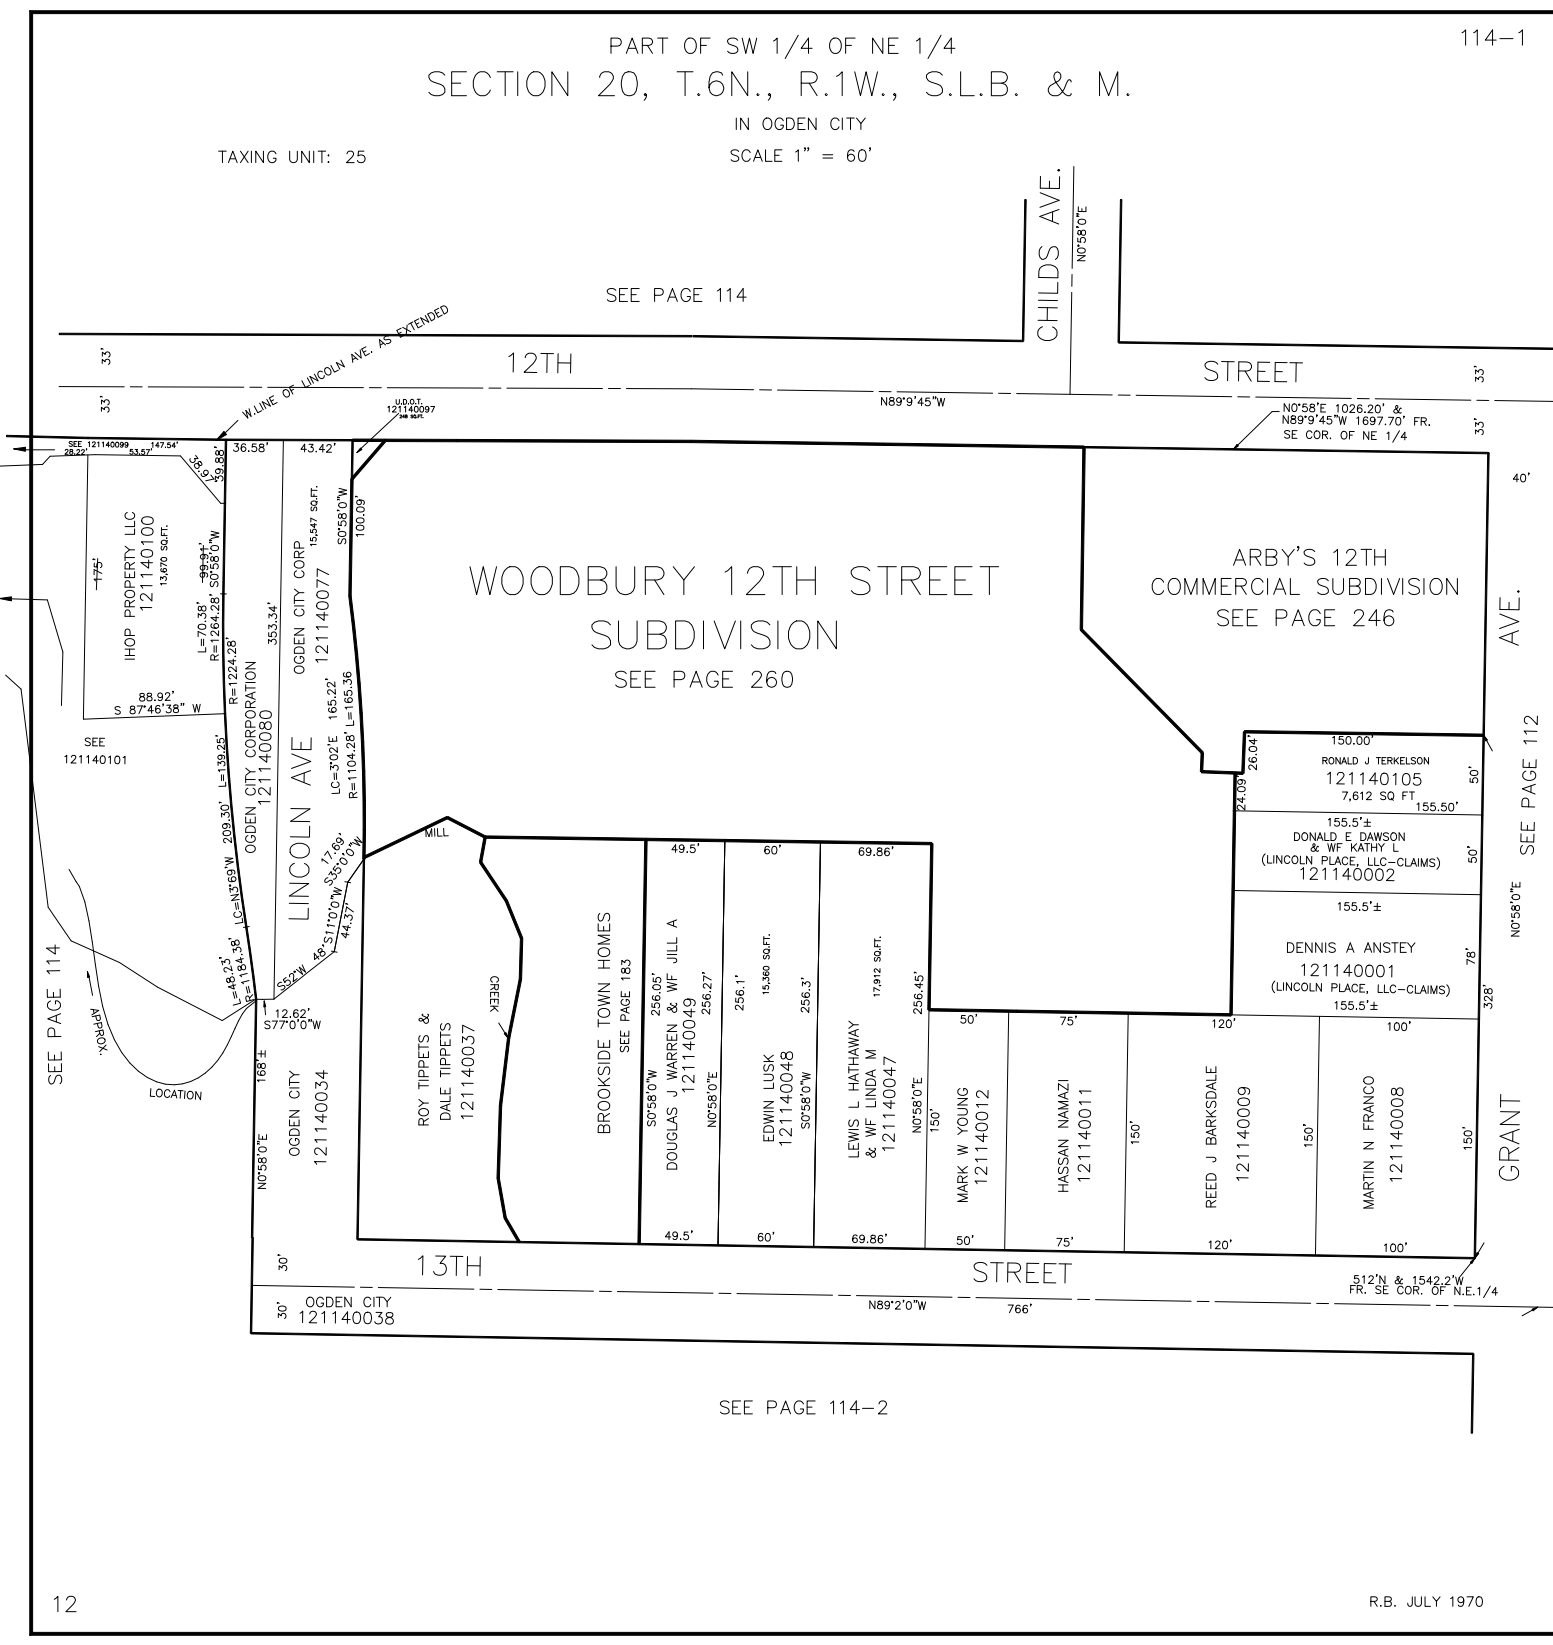 114-1
PART OF SW 1/4 OF NE 1/4
SECTION 20, T.6N., R.1W., S.L.B. & M.
IN OGDEN CITY
TAXING UNIT: 25
SCALE 1" = 60'
CHILDS AVE.
N0°58'0"E
SEE PAGE 114
W.LINE OF LINCOLN AVE. AS EXTENDED
33'
12TH
STREET
33'
33'
U.D.O.T.
121140097
248 SQ.FT.
N89°9'45"W
N0°58'E 1026.20' &
N89°9'45"W 1697.70' FR.
SE COR. OF NE 1/4
33'
40'
SEE 121140099
147.54'
28.22'
53.57'
38.97'
39.88'
36.58'
43.42'
IHOP PROPERTY LLC
121140100
13,670 SQ.FT.
175'
99.91'
S0°58'0"W
L=70.38'
R=1264.28'
88.92'
S 87°46'38" W
SEE
121140101
R=1224.28'
353.34'
OGDEN CITY CORPORATION
121140080
L=139.25'
LC=N3°69'W 209.30'
L=48.23'
R=1184.38'
OGDEN CITY CORP
121140077
15,547 SQ.FT.
S0°58'0"W
100.09'
LC=3°02'E 165.22'
R=1104.28' L=165.36
LINCOLN AVE
17.69'
S35°0'0"W
S11°0'0"W
44.37'
S52°W 48'
12.62'
S77°0'0"W
WOODBURY 12TH STREET
SUBDIVISION
SEE PAGE 260
ARBY'S 12TH
COMMERCIAL SUBDIVISION
SEE PAGE 246
GRANT AVE.
SEE PAGE 112
N0°58'0"E
26.04'
150.00'
RONALD J TERKELSON
121140105
7,612 SQ FT
50'
24.09'
155.50'
155.5'±
DONALD E DAWSON
& WF KATHY L
(LINCOLN PLACE, LLC-CLAIMS)
121140002
50'
155.5'±
DENNIS A ANSTEY
121140001
(LINCOLN PLACE, LLC-CLAIMS)
155.5'±
78'
328'
MILL
CREEK
SEE PAGE 114
APPROX.
LOCATION
168'±
N0°58'0"E
OGDEN CITY
121140034
ROY TIPPETS &
DALE TIPPETS
121140037
BROOKSIDE TOWN HOMES
SEE PAGE 183
49.5'
256.05'
S0°58'0"W
DOUGLAS J WARREN & WF JILL A
121140049
256.27'
N0°58'0"E
49.5'
60'
256.1'
15,360 SQ.FT.
EDWIN LUSK
121140048
256.3'
S0°58'0"W
60'
69.86'
17,912 SQ.FT.
LEWIS L HATHAWAY
& WF LINDA M
121140047
256.45'
N0°58'0"E
69.86'
50'
150'
MARK W YOUNG
121140012
50'
75'
HASSAN NAMAZI
121140011
150'
75'
120'
REED J BARKSDALE
121140009
150'
120'
100'
MARTIN N FRANCO
121140008
150'
100'
30'
13TH
STREET
512'N & 1542.2'W
FR. SE COR. OF N.E.1/4
30'
OGDEN CITY
121140038
N89°2'0"W
766'
SEE PAGE 114-2
12
R.B. JULY 1970